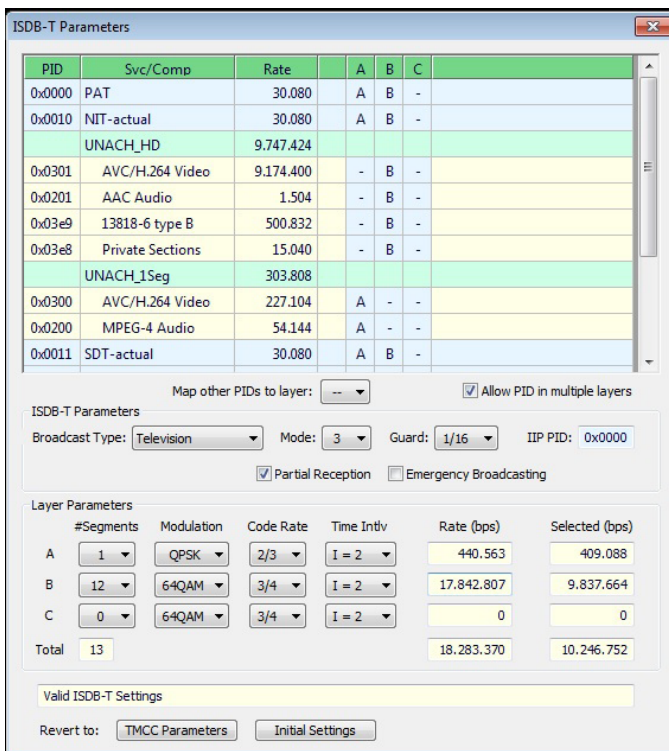 ISDB-T Parameters
PID Svc/Comp Rate A B C
0x0000 PAT 30.080 A B -
0x0010 NIT-actual 30.080 A B -
UNACH_HD 9.747.424
0x0301 AVC/H.264 Video 9.174.400 - B -
0x0201 AAC Audio 1.504 - B -
0x03e9 13818-6 type B 500.832 - B -
0x03e8 Private Sections 15.040 - B -
UNACH_1Seg 303.808
0x0300 AVC/H.264 Video 227.104 A - -
0x0200 MPEG-4 Audio 54.144 A - -
0x0011 SDT-actual 30.080 A B -
Map other PIDs to layer: -- Allow PID in multiple layers
ISDB-T Parameters
Broadcast Type: Television Mode: 3 Guard: 1/16 IIP PID: 0x0000
Partial Reception Emergency Broadcasting
Layer Parameters
#Segments Modulation Code Rate Time Intlv Rate (bps) Selected (bps)
A 1 QPSK 2/3 I = 2 440.563 409.088
B 12 64QAM 3/4 I = 2 17.842.807 9.837.664
C 0 64QAM 3/4 I = 2 0 0
Total 13 18.283.370 10.246.752
Valid ISDB-T Settings
Revert to: TMCC Parameters Initial Settings